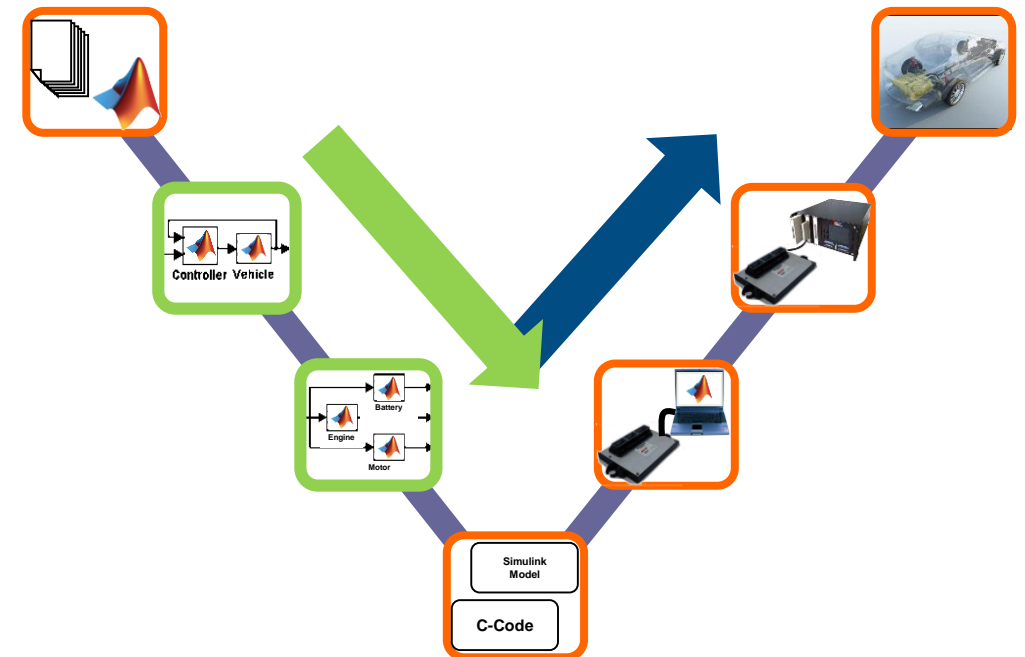 Controller Vehicle
Battery
Engine
Motor
Simulink
Model
C-Code